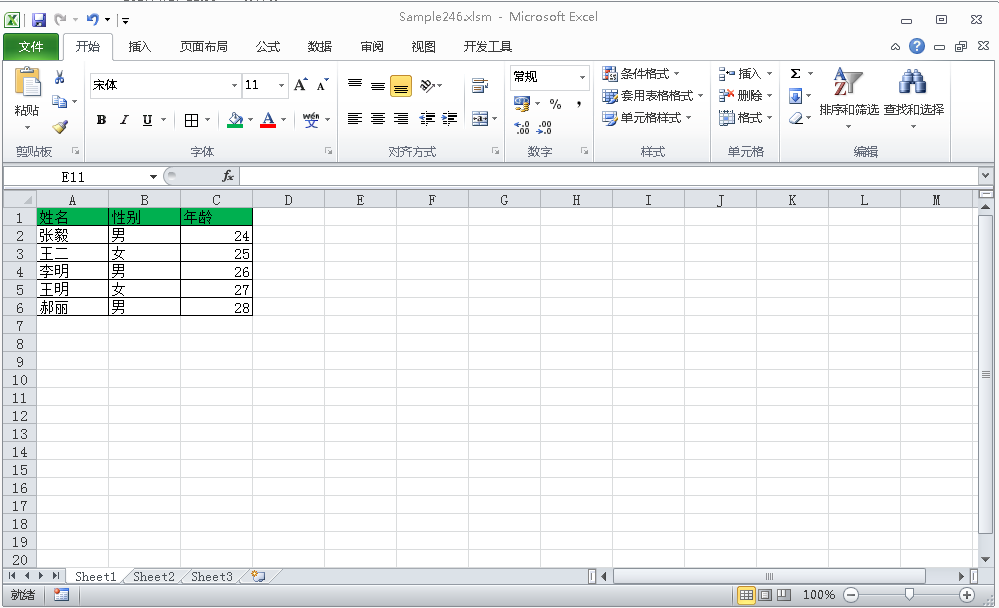 Sample246.xlsm - Microsoft Excel
文件 开始 插入 页面布局 公式 数据 审阅 视图 开发工具
粘贴
剪贴板
宋体 11
B I U A wén 文
字体
对齐方式
常规
% ,
数字
条件格式
套用表格格式
单元格样式
样式
插入
删除
格式
单元格
Σ
排序和筛选 查找和选择
编辑
E11 fx
A B C D E F G H I J K L M
1 姓名 性别 年龄
2 张毅 男 24
3 王二 女 25
4 李明 男 26
5 王明 女 27
6 郝丽 男 28
7
8
9
10
11
12
13
14
15
16
17
18
19
20
Sheet1 Sheet2 Sheet3
就绪 100%